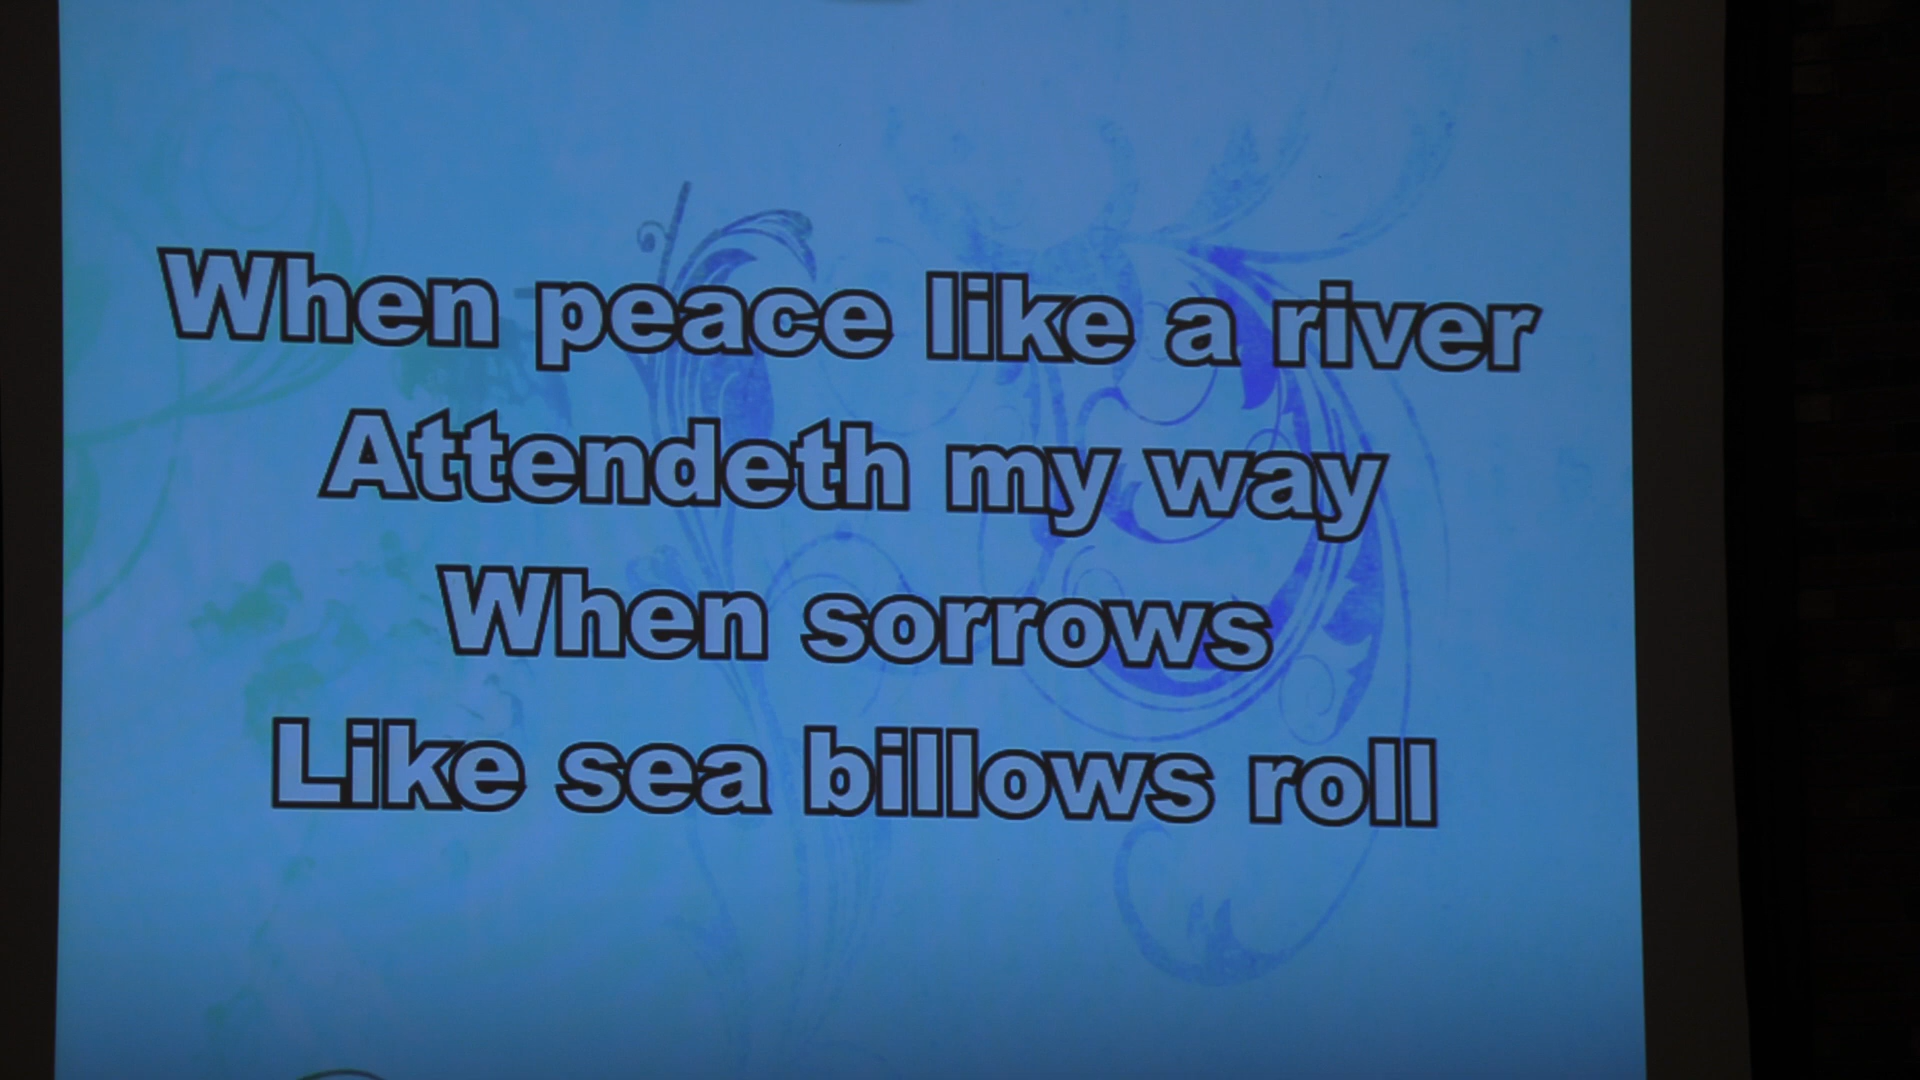 When peace like a river
Attendeth my way
When sorrows
Like sea billows roll